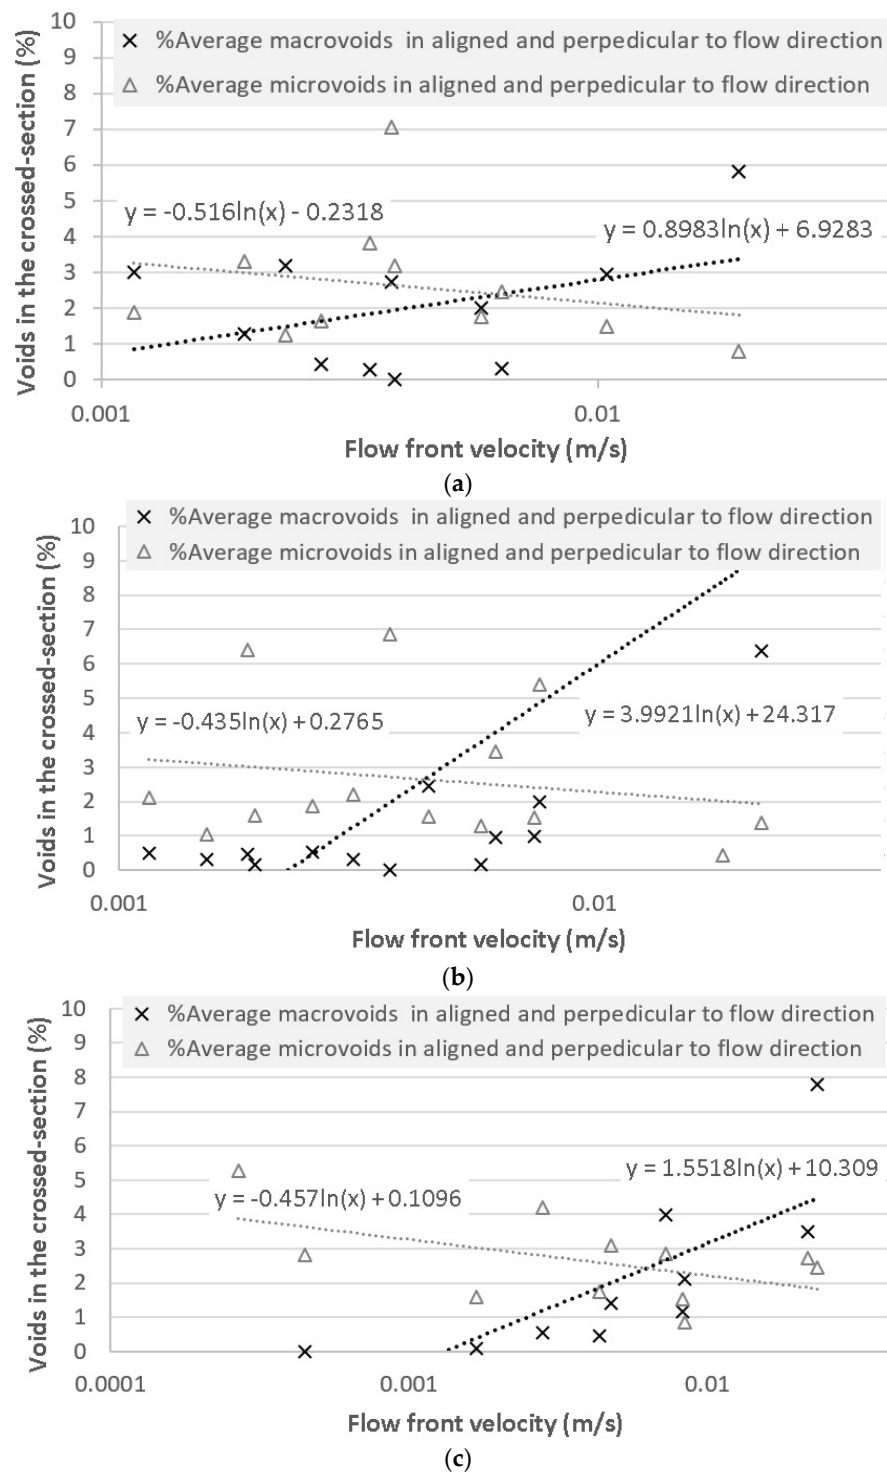 Voids in the crossed-section (%)
10
9
8
7
6
5
4
3
2
1
0
%Average macrovoids in aligned and perpedicular to flow direction
%Average microvoids in aligned and perpedicular to flow direction
y = -0.516ln(x) - 0.2318
y = 0.8983ln(x) + 6.9283
0.001
0.01
Flow front velocity (m/s)
(a)
Voids in the crossed-section (%)
10
9
8
7
6
5
4
3
2
1
0
%Average macrovoids in aligned and perpedicular to flow direction
%Average microvoids in aligned and perpedicular to flow direction
y = -0.435ln(x) + 0.2765
y = 3.9921ln(x) + 24.317
0.001
0.01
Flow front velocity (m/s)
(b)
Voids in the crossed-section (%)
10
9
8
7
6
5
4
3
2
1
0
%Average macrovoids in aligned and perpedicular to flow direction
%Average microvoids in aligned and perpedicular to flow direction
y = -0.457ln(x) + 0.1096
y = 1.5518ln(x) + 10.309
0.0001
0.001
0.01
Flow front velocity (m/s)
(c)